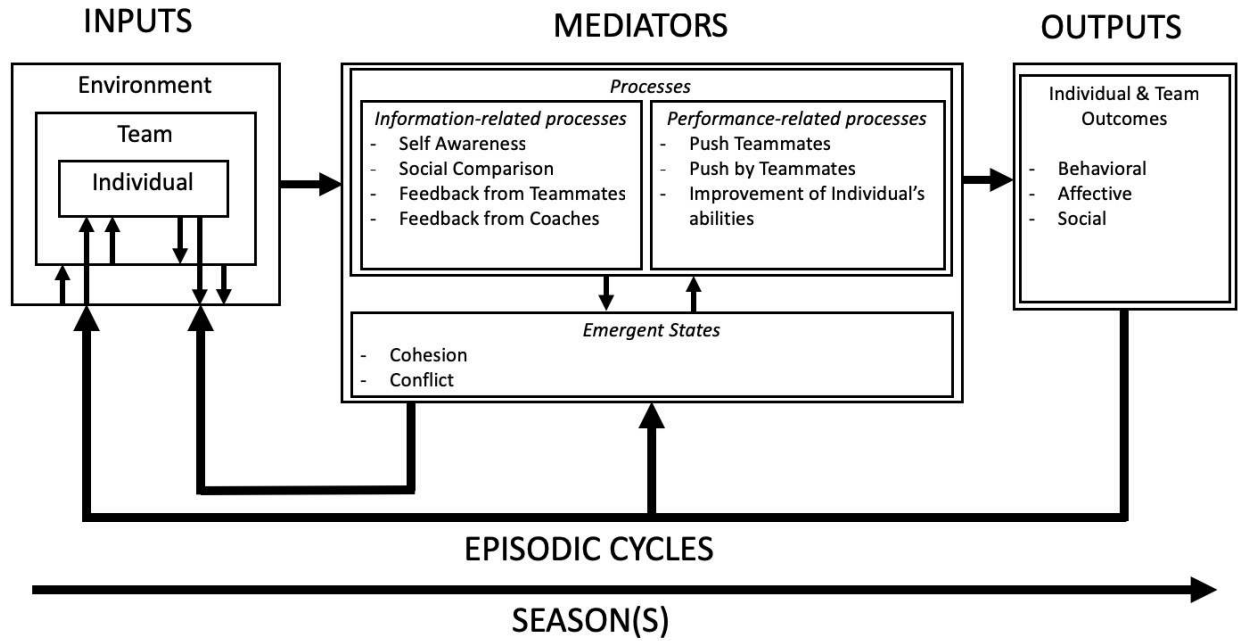 INPUTS
MEDIATORS
OUTPUTS
Environment
Team
Individual
Processes
Information-related processes
- Self Awareness
- Social Comparison
- Feedback from Teammates
- Feedback from Coaches
Performance-related processes
- Push Teammates
- Push by Teammates
- Improvement of Individual’s
abilities
Emergent States
- Cohesion
- Conflict
Individual & Team
Outcomes
- Behavioral
- Affective
- Social
EPISODIC CYCLES
SEASON(S)